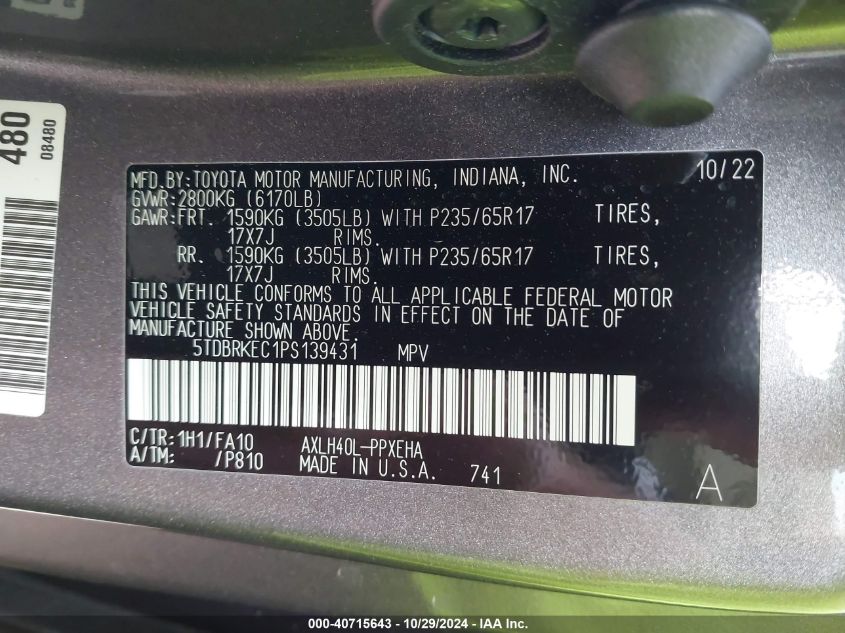 480
08480
MFD.BY:TOYOTA MOTOR MANUFACTURING, INDIANA, INC. 10/22
GVWR:2800KG (6170LB)
GAWR:FRT. 1590KG (3505LB) WITH P235/65R17 TIRES,
17X7J RIMS.
RR. 1590KG (3505LB) WITH P235/65R17 TIRES,
17X7J RIMS.
THIS VEHICLE CONFORMS TO ALL APPLICABLE FEDERAL MOTOR
VEHICLE SAFETY STANDARDS IN EFFECT ON THE DATE OF
MANUFACTURE SHOWN ABOVE.
5TDBRKEC1PS139431 MPV
C/TR:1H1/FA10 AXLH40L-PPXEHA
A/TM: /P810 MADE IN U.S.A. 741 A
000-40715643 - 10/29/2024 - IAA Inc.